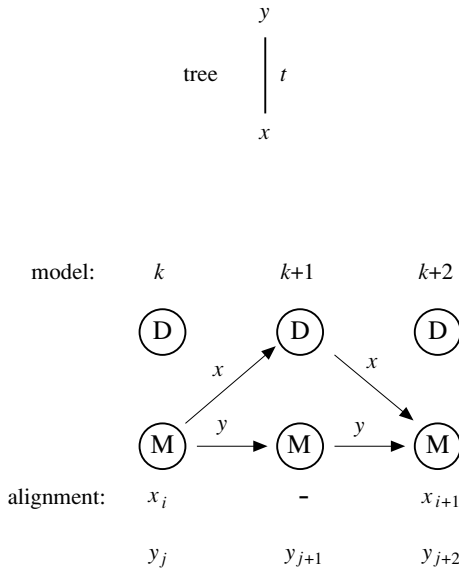 y
tree t
x
model: k k+1 k+2
D D D
x x
y y
M M M
alignment: x_i - x_{i+1}
y_j y_{j+1} y_{j+2}